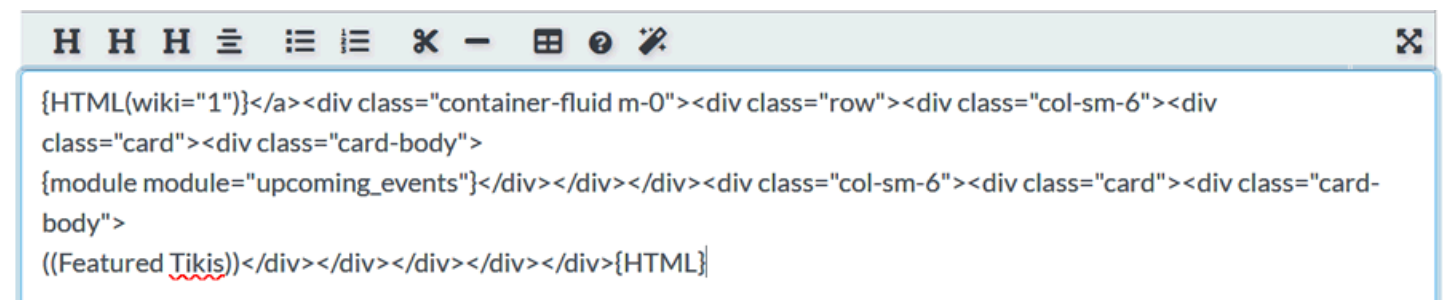 H H H
{HTML(wiki="1")}</a><div class="container-fluid m-0"><div class="row"><div class="col-sm-6"><div
class="card"><div class="card-body">
{module module="upcoming_events"}</div></div></div><div class="col-sm-6"><div class="card"><div class="card-
body">
((Featured Tikis))</div></div></div></div></div>{HTML}